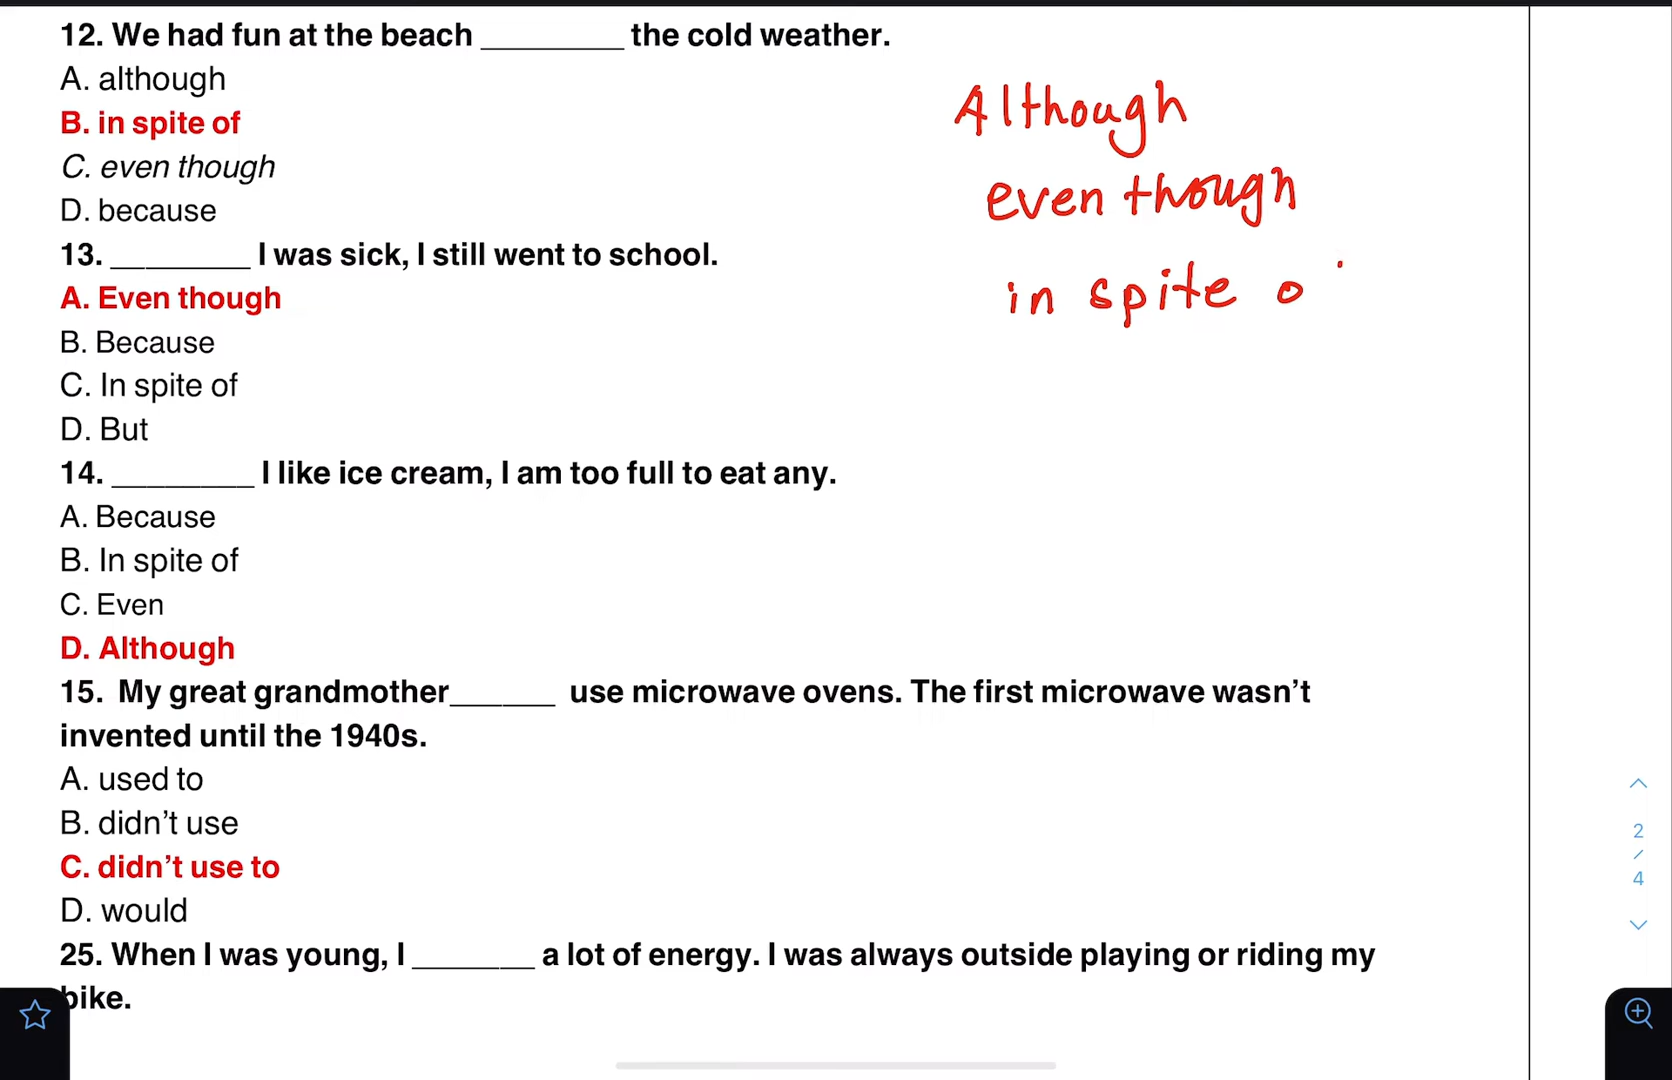 12. We had fun at the beach ________ the cold weather.
A. although
B. in spite of
C. even though
D. because
13. ________ I was sick, I still went to school.
A. Even though
B. Because
C. In spite of
D. But
14. ________ I like ice cream, I am too full to eat any.
A. Because
B. In spite of
C. Even
D. Although
15. My great grandmother______ use microwave ovens. The first microwave wasn’t
invented until the 1940s.
A. used to
B. didn’t use
C. didn’t use to
D. would
25. When I was young, I _______ a lot of energy. I was always outside playing or riding my
bike.
Although
even though
in spite o
2
/
4